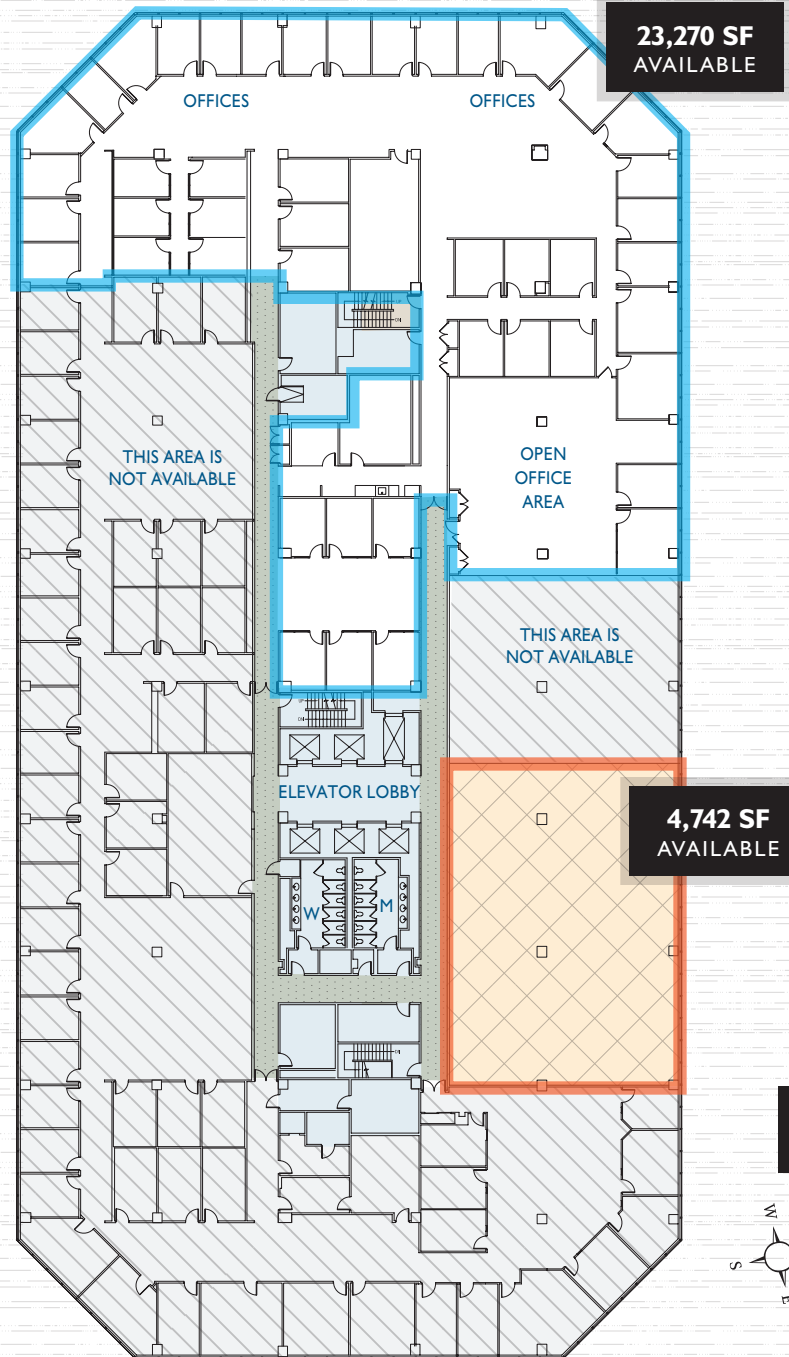 23,270 SF
AVAILABLE
OFFICES
OFFICES
THIS AREA IS
NOT AVAILABLE
OPEN
OFFICE
AREA
THIS AREA IS
NOT AVAILABLE
ELEVATOR LOBBY
4,742 SF
AVAILABLE
W
M
W
S
E